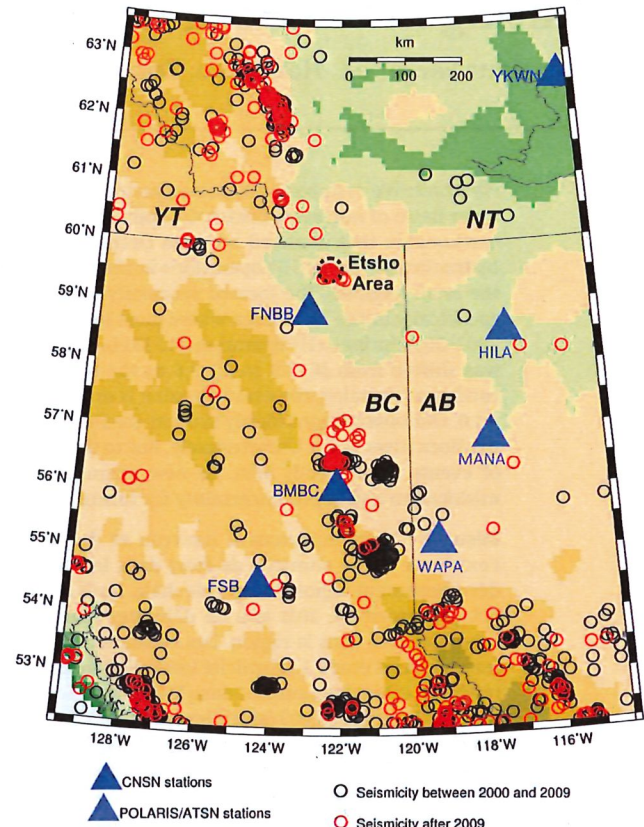 63°N
km
0 100 200
YKWN
62°N
61°N
YT
NT
60°N
Etsho
Area
59°N
FNBB
HILA
58°N
BC AB
57°N
MANA
56°N
BMBC
55°N
WAPA
FSB
54°N
53°N
128°W 126°W 124°W 122°W 120°W 118°W 116°W
CNSN stations
Seismicity between 2000 and 2009
POLARIS/ATSN stations
Seismicity after 2009